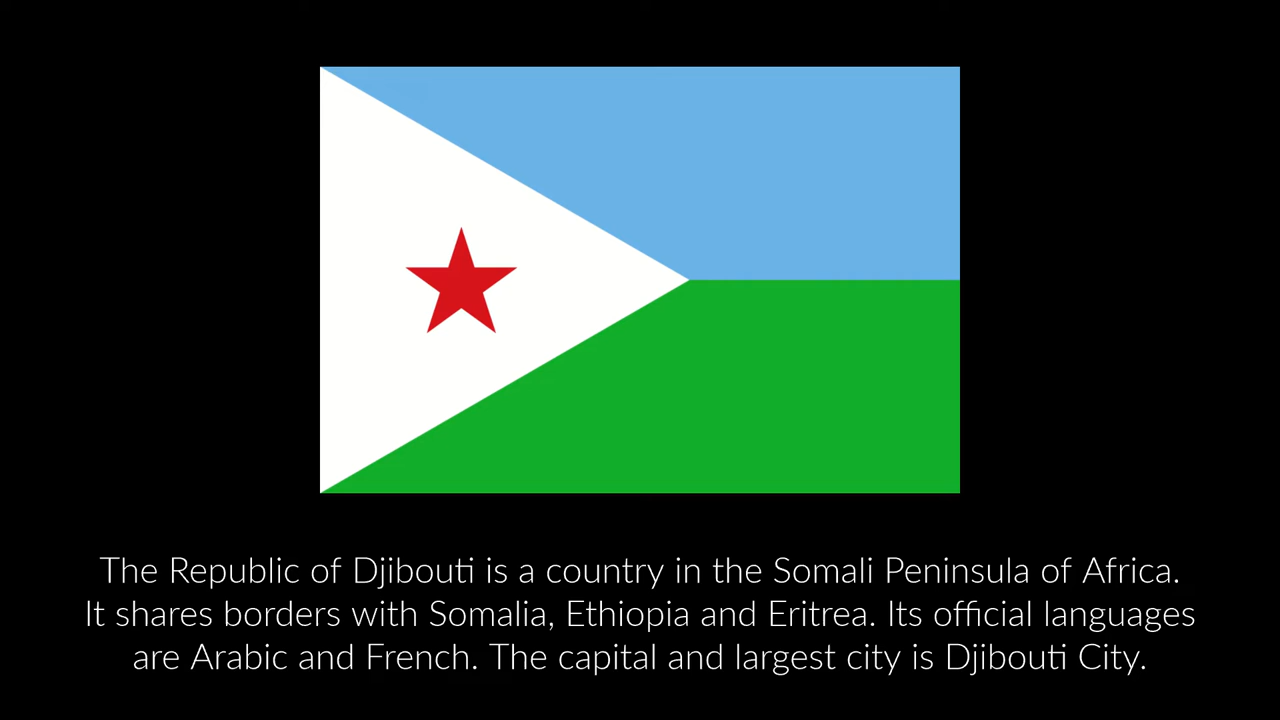 The Republic of Djibouti is a country in the Somali Peninsula of Africa.
It shares borders with Somalia, Ethiopia and Eritrea. Its official languages
are Arabic and French. The capital and largest city is Djibouti City.